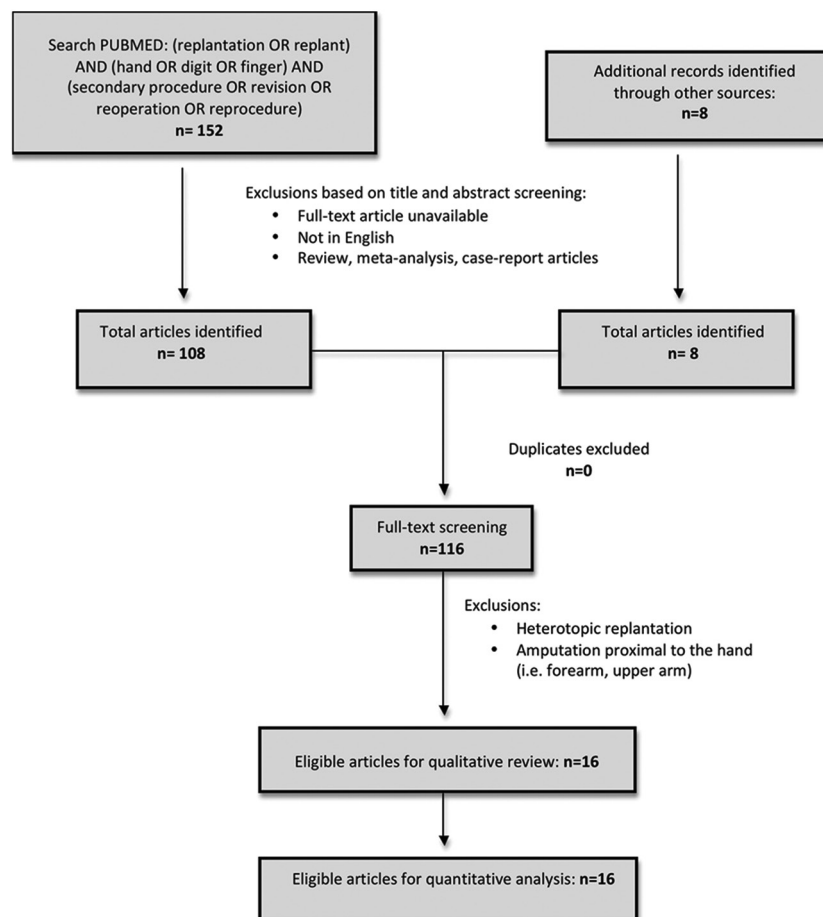 Search PUBMED: (replantation OR replant)
AND (hand OR digit OR finger) AND
(secondary procedure OR revision OR
reoperation OR reprocedure)
n= 152
Additional records identified
through other sources:
n=8
Exclusions based on title and abstract screening:
• Full-text article unavailable
• Not in English
• Review, meta-analysis, case-report articles
Total articles identified
n= 108
Total articles identified
n= 8
Duplicates excluded
n=0
Full-text screening
n=116
Exclusions:
• Heterotopic replantation
• Amputation proximal to the hand
(i.e. forearm, upper arm)
Eligible articles for qualitative review: n=16
Eligible articles for quantitative analysis: n=16